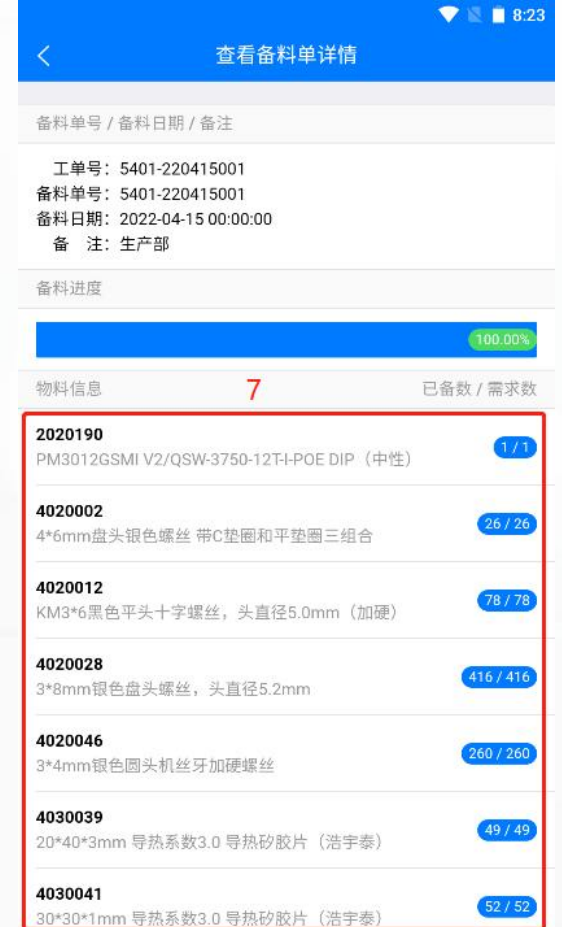 8:23
查看备料单详情
备料单号 / 备料日期 / 备注
工单号：5401-220415001
备料单号：5401-220415001
备料日期：2022-04-15 00:00:00
备 注：生产部
备料进度
100.00%
物料信息 7 已备数 / 需求数
2020190
PM3012GSMI V2/QSW-3750-12T-I-POE DIP（中性） 1 / 1
4020002
4*6mm盘头银色螺丝 带C垫圈和平垫圈三组合 26 / 26
4020012
KM3*6黑色平头十字螺丝，头直径5.0mm（加硬） 78 / 78
4020028
3*8mm银色盘头螺丝，头直径5.2mm 416 / 416
4020046
3*4mm银色圆头机丝牙加硬螺丝 260 / 260
4030039
20*40*3mm 导热系数3.0 导热矽胶片（浩宇泰） 49 / 49
4030041
30*30*1mm 导热系数3.0 导热矽胶片（浩宇泰） 52 / 52